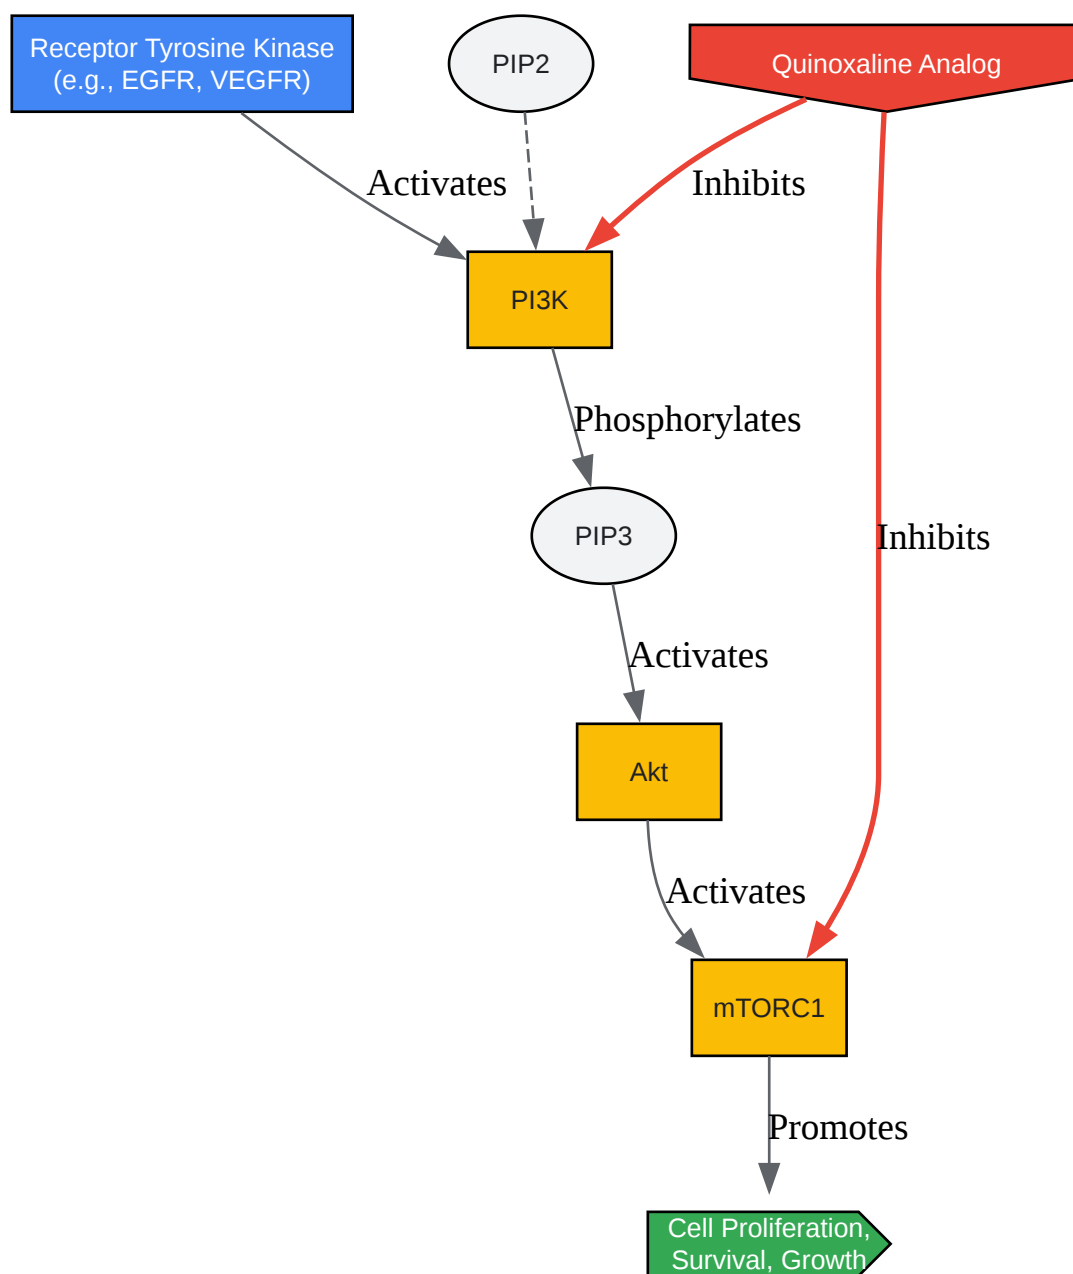 Receptor Tyrosine Kinase
(e.g., EGFR, VEGFR)
PIP2
Quinoxaline Analog
Activates
Inhibits
PI3K
Phosphorylates
PIP3
Inhibits
Activates
Akt
Activates
mTORC1
Promotes
Cell Proliferation,
Survival, Growth